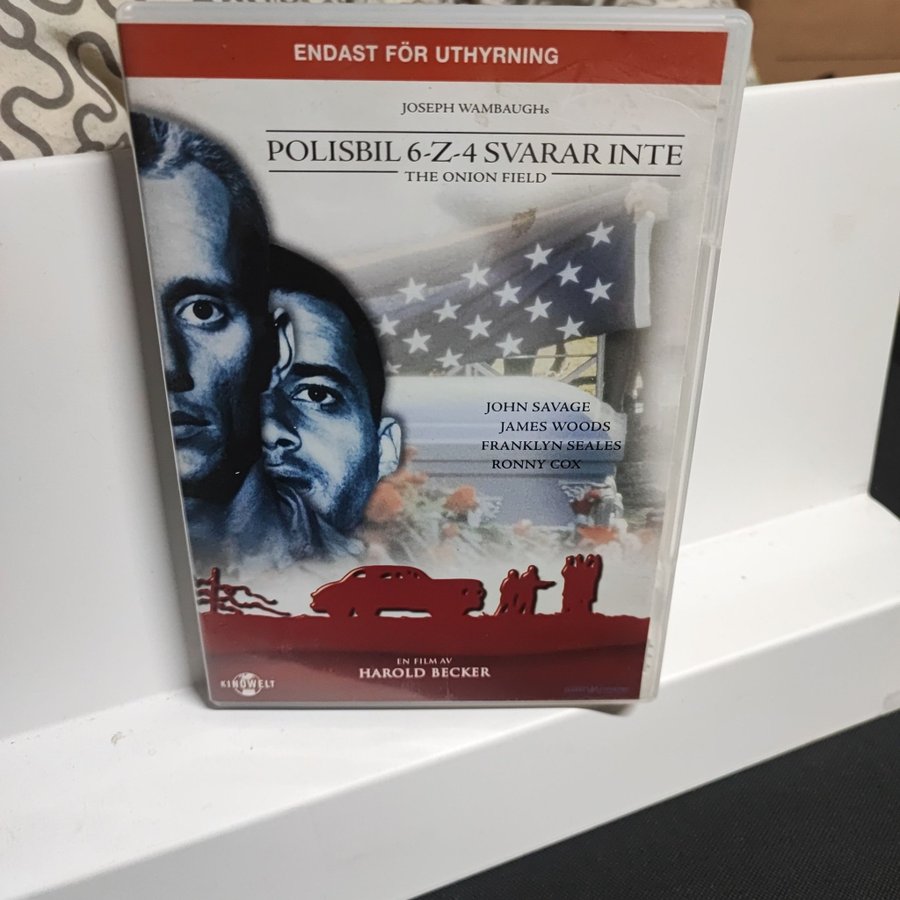 ENDAST FÖR UTHYRNING
JOSEPH WAMBAUGHs
POLISBIL 6-Z-4 SVARAR INTE
THE ONION FIELD
JOHN SAVAGE
JAMES WOODS
FRANKLYN SEALES
RONNY COX
EN FILM AV
HAROLD BECKER
KINOWELT